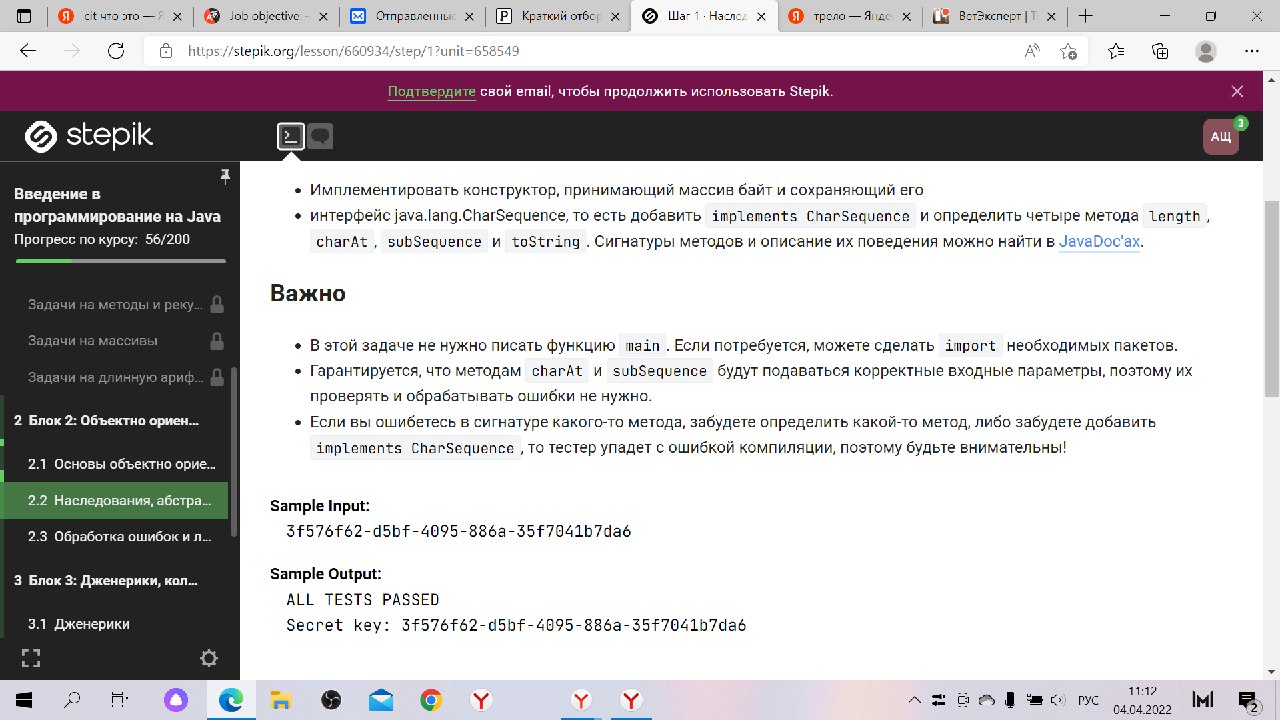 что это — Я
Job objective –
Отправленные
Краткий отбор
Шаг 1 · Наслед
трело — Яндек
ВетЭксперт | Т
https://stepik.org/lesson/660934/step/1?unit=658549
Подтвердите свой email, чтобы продолжить использовать Stepik.
stepik
АЩ
3
Введение в
программирование на Java
Прогресс по курсу: 56/200
Задачи на методы и реку...
Задачи на массивы
Задачи на длинную ариф...
2 Блок 2: Объектно ориен...
2.1 Основы объектно орие...
2.2 Наследования, абстра...
2.3 Обработка ошибок и л...
3 Блок 3: Дженерики, кол...
3.1 Дженерики
Имплементировать конструктор, принимающий массив байт и сохраняющий его
интерфейс java.lang.CharSequence, то есть добавить implements CharSequence и определить четыре метода length,
charAt, subSequence и toString. Сигнатуры методов и описание их поведения можно найти в JavaDoc'ах.
Важно
В этой задаче не нужно писать функцию main. Если потребуется, можете сделать import необходимых пакетов.
Гарантируется, что методам charAt и subSequence будут подаваться корректные входные параметры, поэтому их
проверять и обрабатывать ошибки не нужно.
Если вы ошибетесь в сигнатуре какого-то метода, забудете определить какой-то метод, либо забудете добавить
implements CharSequence, то тестер упадет с ошибкой компиляции, поэтому будьте внимательны!
Sample Input:
3f576f62-d5bf-4095-886a-35f7041b7da6
Sample Output:
ALL TESTS PASSED
Secret key: 3f576f62-d5bf-4095-886a-35f7041b7da6
РУС
11:12
04.04.2022
2